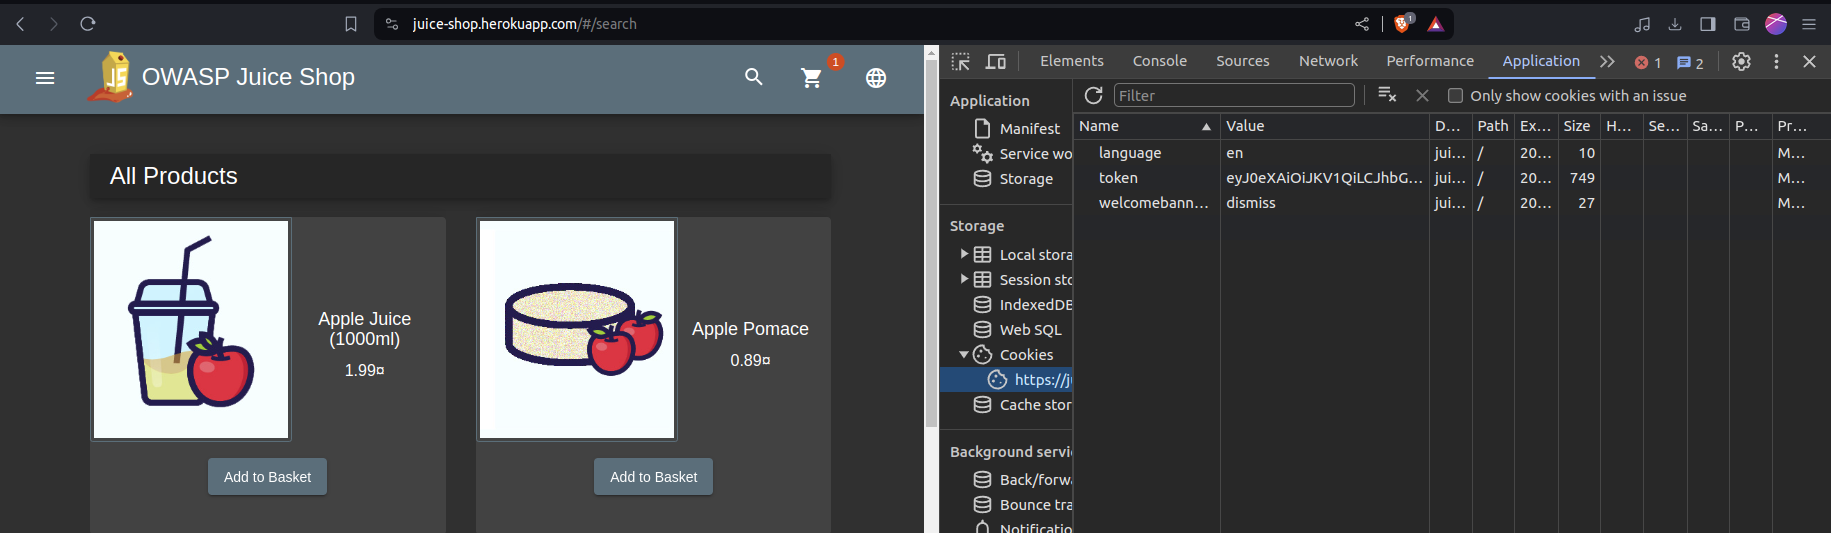 juice-shop.herokuapp.com/#/search
1
JS
OWASP Juice Shop
1
All Products
Apple Juice
(1000ml)
1.99¤
Add to Basket
Apple Pomace
0.89¤
Add to Basket
Elements Console Sources Network Performance Application 1 2
Application
Manifest
Service wo
Storage
Storage
Local stora
Session sto
IndexedDB
Web SQL
Cookies
https://j
Cache stor
Background servi
Back/forwa
Bounce tra
Notificatio
Filter Only show cookies with an issue
Name Value D... Path Ex... Size H... Se... Sa... P... Pr...
language en jui... / 20... 10 M...
token eyJ0eXAiOiJKV1QiLCJhbG... jui... / 20... 749 M...
welcomebann... dismiss jui... / 20... 27 M...